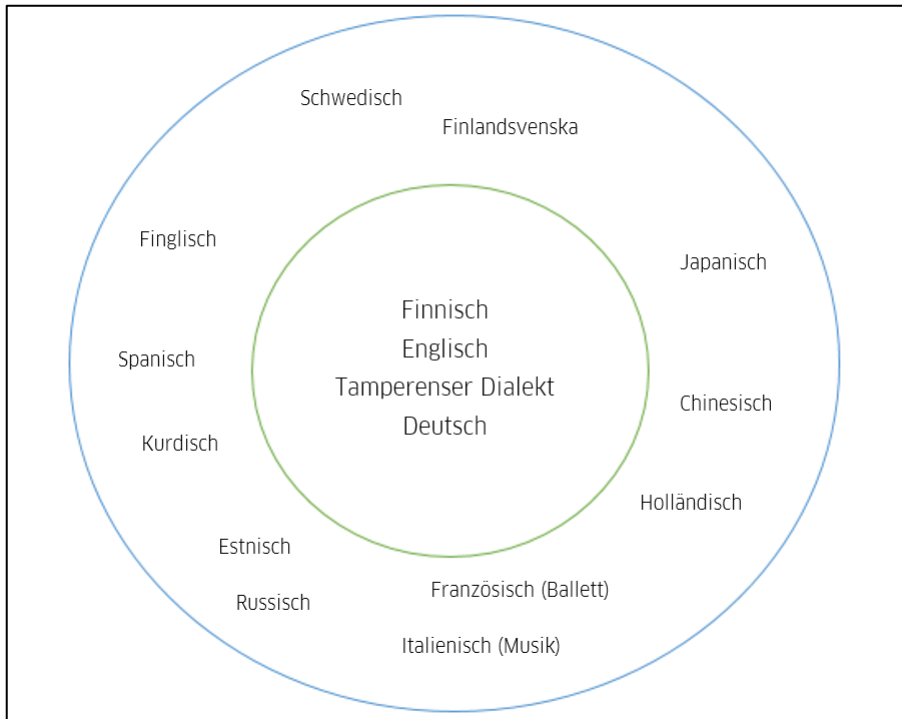 Schwedisch
Finlandsvenska
Finglisch
Japanisch
Finnisch
Englisch
Spanisch
Tamperenser Dialekt
Chinesisch
Deutsch
Kurdisch
Holländisch
Estnisch
Französisch (Ballett)
Russisch
Italienisch (Musik)